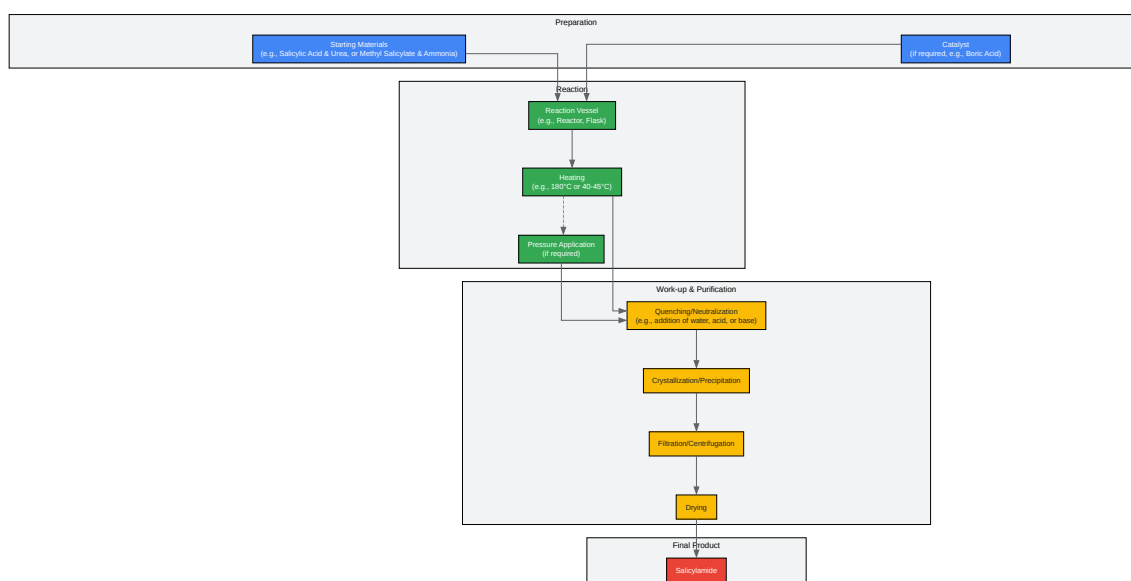 Preparation
Starting Materials
(e.g., Salicylic Acid & Urea, or Methyl Salicylate & Ammonia)
Catalyst
(if required, e.g., Boric Acid)
Reaction
Reaction Vessel
(e.g., Reactor, Flask)
Heating
(e.g., 180°C or 40-45°C)
Pressure Application
(if required)
Work-up & Purification
Quenching/Neutralization
(e.g., addition of water, acid, or base)
Crystallization/Precipitation
Filtration/Centrifugation
Drying
Final Product
Salicylamide